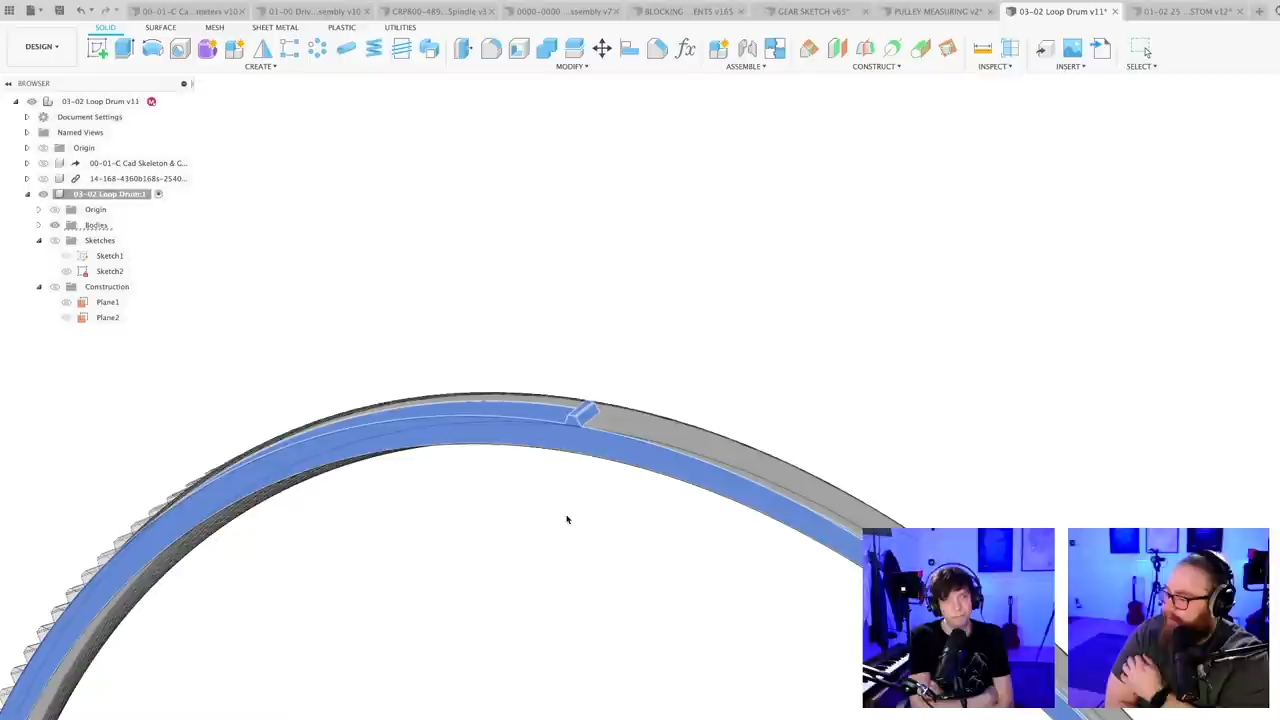 00-01-C Ca...meters v10
01-00 Driv...sembly v10
CRP800-489... Spindle v3
0000-0000 ...ssembly v7
BLOCKING ...ENTS v165
GEAR SKETCH v65*
PULLEY MEASURING v2*
03-02 Loop Drum v11*
01-02 25 ...STOM v12*
SOLID
SURFACE
MESH
SHEET METAL
PLASTIC
UTILITIES
DESIGN
CREATE
MODIFY
ASSEMBLE
CONSTRUCT
INSPECT
INSERT
SELECT
BROWSER
03-02 Loop Drum v11
Document Settings
Named Views
Origin
00-01-C Cad Skeleton & G...
14-168-4360b168s-2540...
03-02 Loop Drum:1
Origin
Bodies
Sketches
Sketch1
Sketch2
Construction
Plane1
Plane2